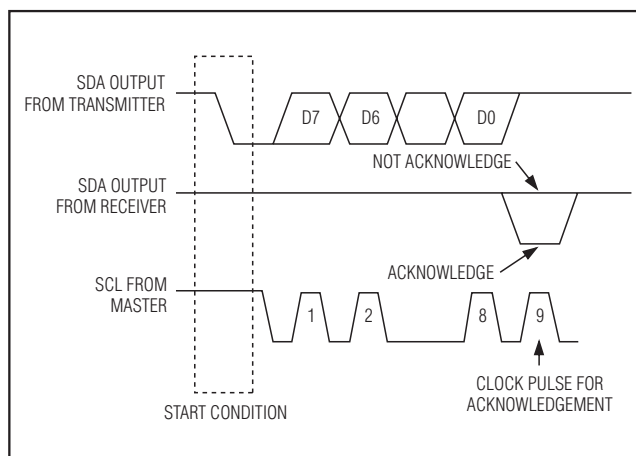 SDA OUTPUT
FROM TRANSMITTER
D7
D6
D0
NOT ACKNOWLEDGE
SDA OUTPUT
FROM RECEIVER
ACKNOWLEDGE
SCL FROM
MASTER
1
2
8
9
START CONDITION
CLOCK PULSE FOR
ACKNOWLEDGEMENT